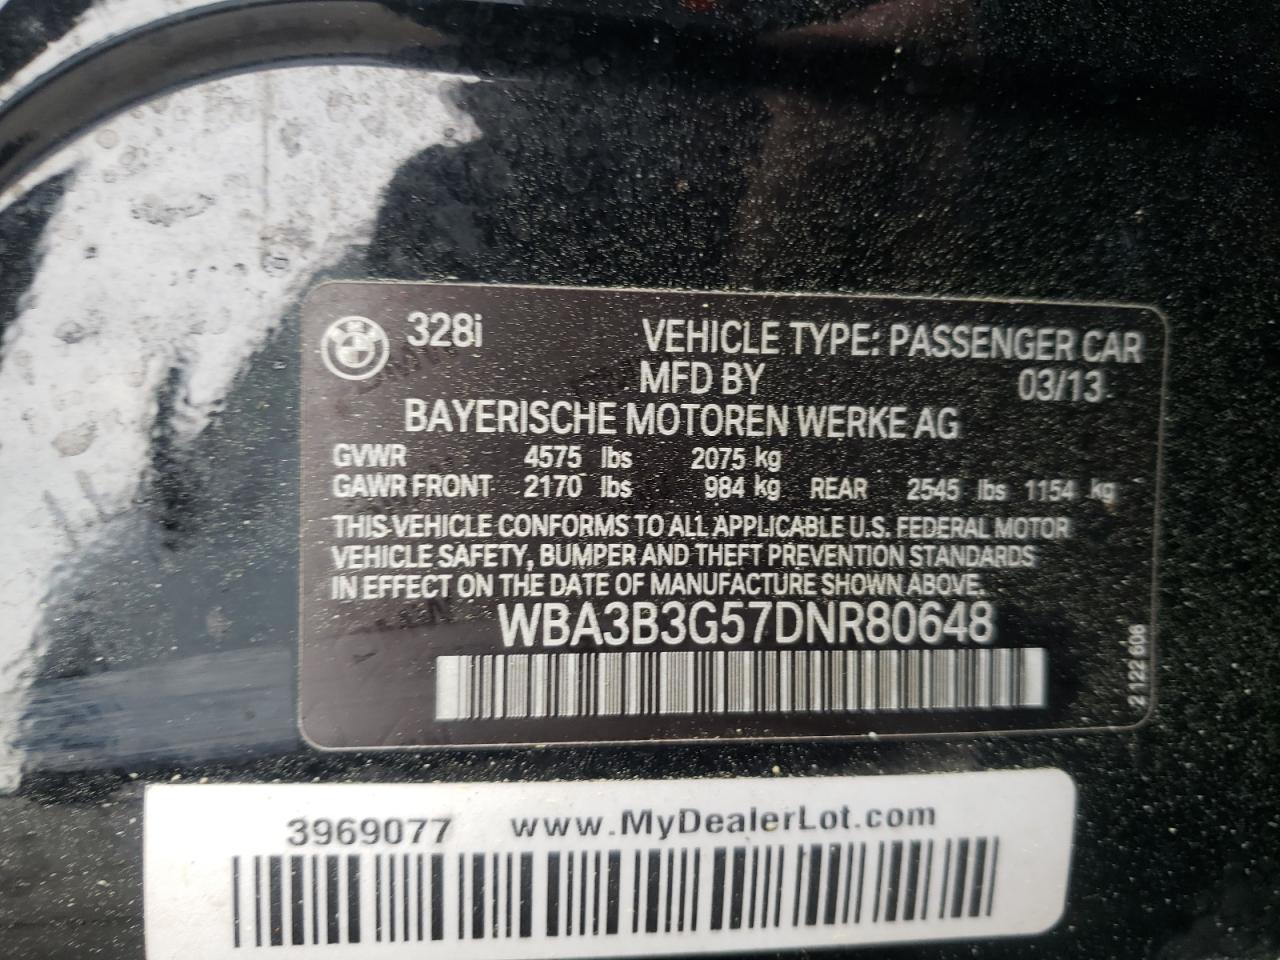 328i VEHICLE TYPE: PASSENGER CAR
MFD BY 03/13
BAYERISCHE MOTOREN WERKE AG
GVWR 4575 lbs 2075 kg
GAWR FRONT 2170 lbs 984 kg REAR 2545 lbs 1154 kg
THIS VEHICLE CONFORMS TO ALL APPLICABLE U.S. FEDERAL MOTOR
VEHICLE SAFETY, BUMPER AND THEFT PREVENTION STANDARDS
IN EFFECT ON THE DATE OF MANUFACTURE SHOWN ABOVE.
WBA3B3G57DNR80648
2122 608
3969077 www.MyDealerLot.com